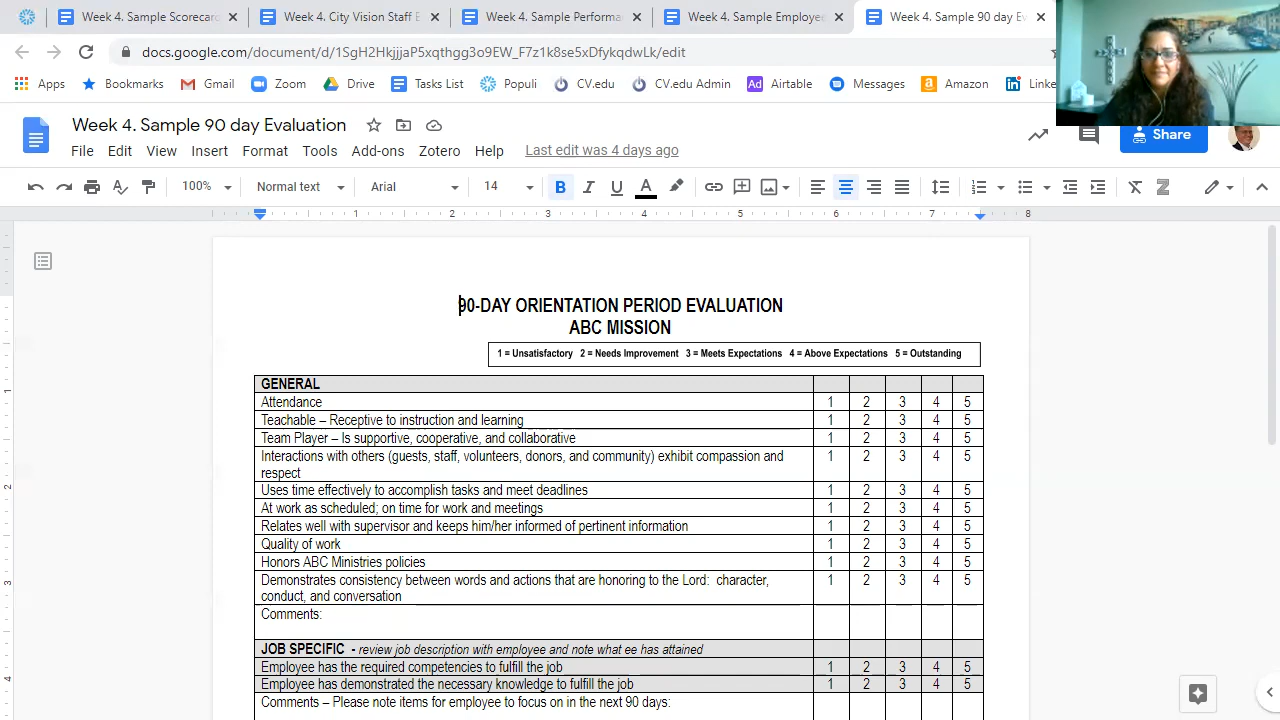 Week 4. Sample Scorecard
Week 4. City Vision Staff E
Week 4. Sample Performa
Week 4. Sample Employee
Week 4. Sample 90 day Ev
docs.google.com/document/d/1SgH2HkjjjaP5xqthgg3o9EW_F7z1k8se5xDfykqdwLk/edit
Apps Bookmarks Gmail Zoom Drive Tasks List Populi CV.edu CV.edu Admin Airtable Messages Amazon Linke
Week 4. Sample 90 day Evaluation
Share
File Edit View Insert Format Tools Add-ons Zotero Help Last edit was 4 days ago
100% Normal text Arial 14 B I U A
1 2 3 4 5 6 7 8
90-DAY ORIENTATION PERIOD EVALUATION
ABC MISSION
1 = Unsatisfactory 2 = Needs Improvement 3 = Meets Expectations 4 = Above Expectations 5 = Outstanding
GENERAL
Attendance 1 2 3 4 5
Teachable – Receptive to instruction and learning 1 2 3 4 5
Team Player – Is supportive, cooperative, and collaborative 1 2 3 4 5
Interactions with others (guests, staff, volunteers, donors, and community) exhibit compassion and 1 2 3 4 5
respect
Uses time effectively to accomplish tasks and meet deadlines 1 2 3 4 5
At work as scheduled; on time for work and meetings 1 2 3 4 5
Relates well with supervisor and keeps him/her informed of pertinent information 1 2 3 4 5
Quality of work 1 2 3 4 5
Honors ABC Ministries policies 1 2 3 4 5
Demonstrates consistency between words and actions that are honoring to the Lord: character, 1 2 3 4 5
conduct, and conversation
Comments:
JOB SPECIFIC - review job description with employee and note what ee has attained
Employee has the required competencies to fulfill the job 1 2 3 4 5
Employee has demonstrated the necessary knowledge to fulfill the job 1 2 3 4 5
Comments – Please note items for employee to focus on in the next 90 days:
1
2
3
4